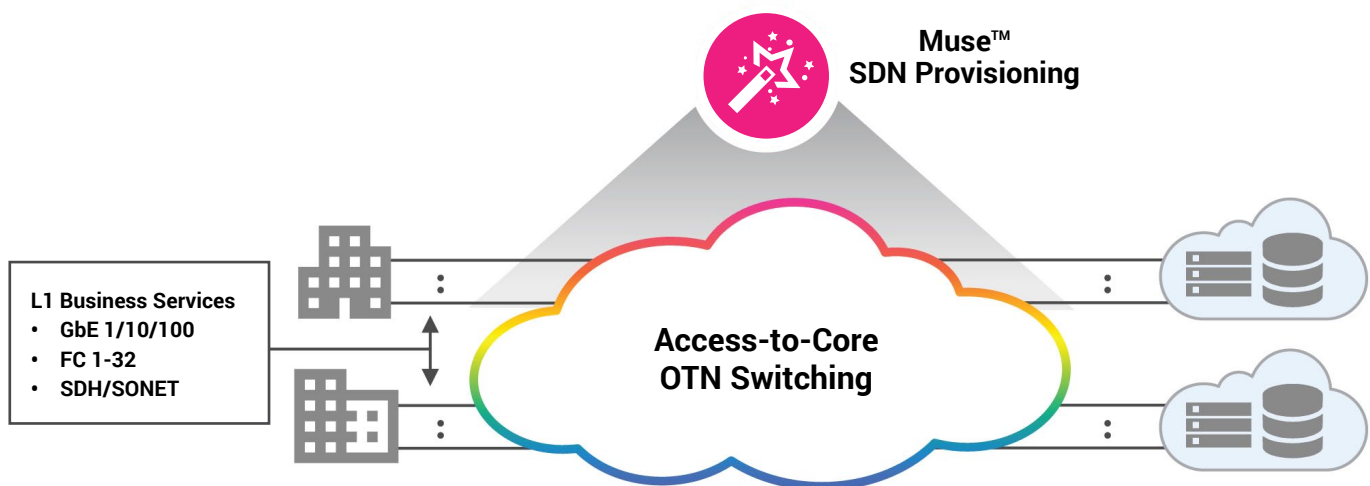 Muse™
SDN Provisioning
L1 Business Services
• GbE 1/10/100
• FC 1-32
• SDH/SONET
Access-to-Core
OTN Switching